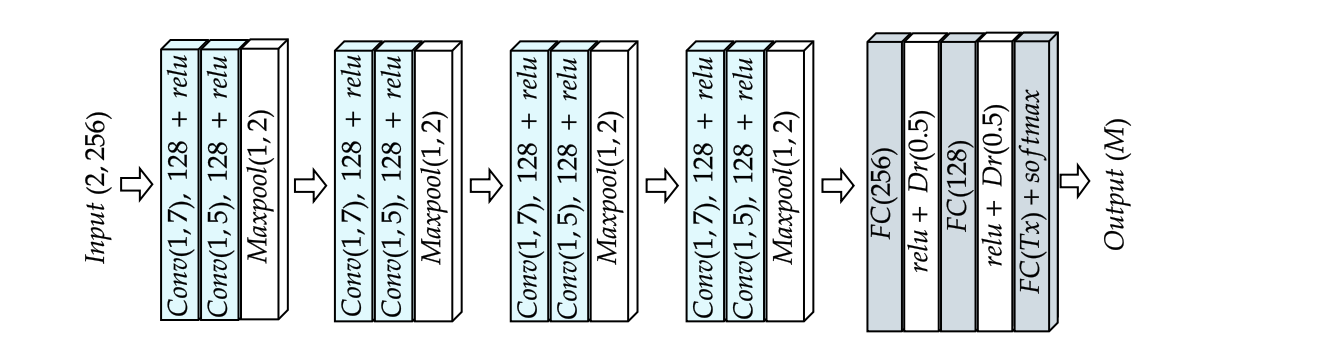 Input (2, 256)
Conv(1, 7), 128 + relu
Conv(1, 5), 128 + relu
Maxpool(1, 2)
Conv(1, 7), 128 + relu
Conv(1, 5), 128 + relu
Maxpool(1, 2)
Conv(1, 7), 128 + relu
Conv(1, 5), 128 + relu
Maxpool(1, 2)
Conv(1, 7), 128 + relu
Conv(1, 5), 128 + relu
Maxpool(1, 2)
FC(256)
relu + Dr(0.5)
FC(128)
relu + Dr(0.5)
FC(Tx) + softmax
Output (M)